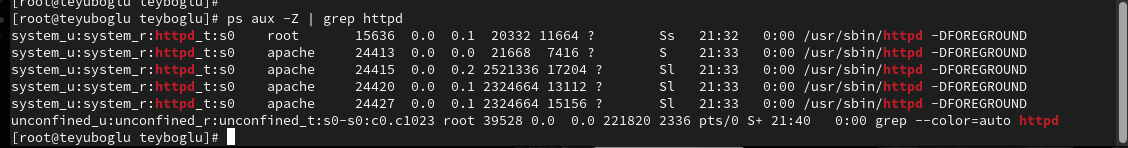 [root@teyuboglu teyboglu]#
[root@teyuboglu teyboglu]# ps aux -Z | grep httpd
system_u:system_r:httpd_t:s0    root       15636  0.0  0.1  20332 11664 ?        Ss   21:32   0:00 /usr/sbin/httpd -DFOREGROUND
system_u:system_r:httpd_t:s0    apache     24413  0.0  0.0  21668  7416 ?        S    21:33   0:00 /usr/sbin/httpd -DFOREGROUND
system_u:system_r:httpd_t:s0    apache     24415  0.0  0.2 2521336 17204 ?       Sl   21:33   0:00 /usr/sbin/httpd -DFOREGROUND
system_u:system_r:httpd_t:s0    apache     24420  0.0  0.1 2324664 13112 ?       Sl   21:33   0:00 /usr/sbin/httpd -DFOREGROUND
system_u:system_r:httpd_t:s0    apache     24427  0.0  0.1 2324664 15156 ?       Sl   21:33   0:00 /usr/sbin/httpd -DFOREGROUND
unconfined_u:unconfined_r:unconfined_t:s0-s0:c0.c1023 root 39528 0.0  0.0 221820 2336 pts/0 S+ 21:40   0:00 grep --color=auto httpd
[root@teyuboglu teyboglu]#